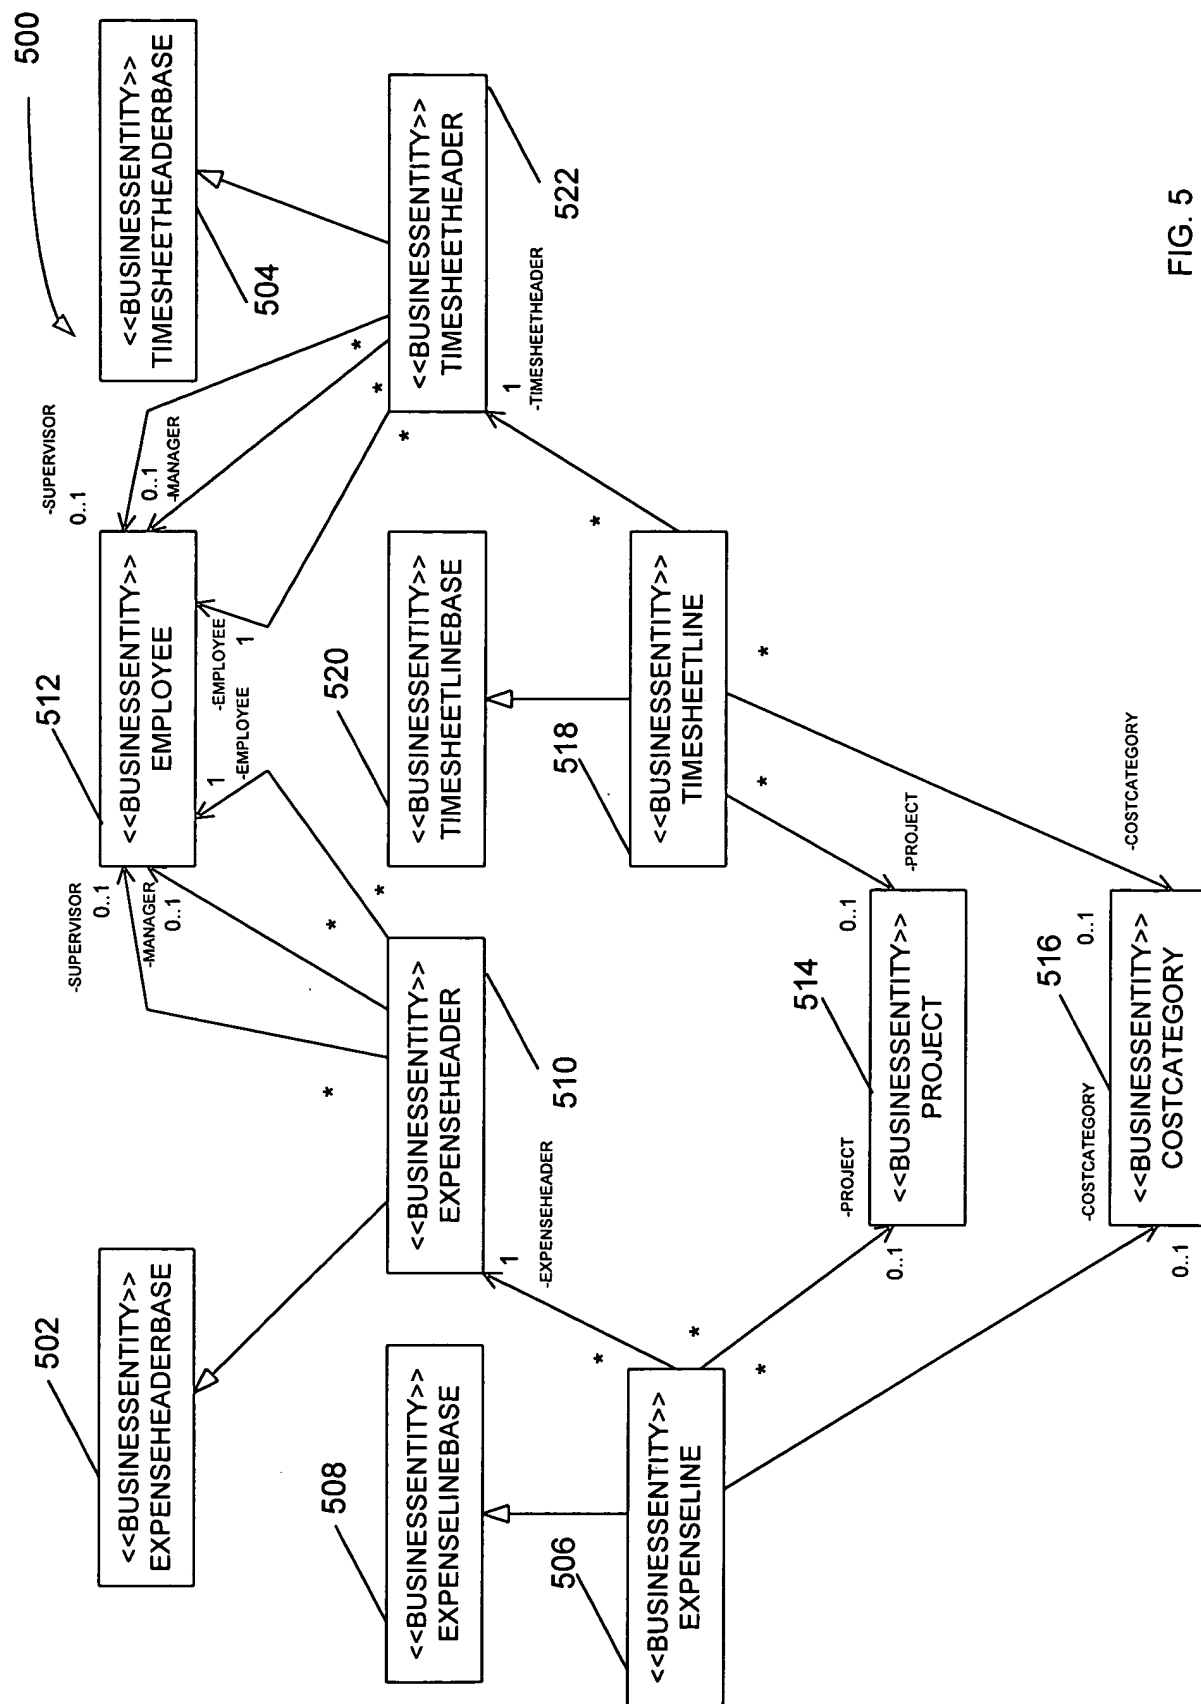 500
502
<<BUSINESSENTITY>>
EXPENSEHEADERBASE
512
<<BUSINESSENTITY>>
EMPLOYEE
<<BUSINESSENTITY>>
TIMESHEETHEADERBASE
504
-SUPERVISOR
0..1
-MANAGER
0..1
1
-EMPLOYEE
-EMPLOYEE
1
-SUPERVISOR
0..1
0..1
-MANAGER
*
*
*
*
*
*
508
<<BUSINESSENTITY>>
EXPENSELINEBASE
<<BUSINESSENTITY>>
EXPENSEHEADER
510
520
<<BUSINESSENTITY>>
TIMESHEETLINEBASE
<<BUSINESSENTITY>>
TIMESHEETHEADER
522
1
-EXPENSEHEADER
1
-TIMESHEETHEADER
*
*
506
<<BUSINESSENTITY>>
EXPENSELINE
518
<<BUSINESSENTITY>>
TIMESHEETLINE
*
*
*
*
-PROJECT
0..1
514
<<BUSINESSENTITY>>
PROJECT
0..1
-PROJECT
-COSTCATEGORY
0..1
516
<<BUSINESSENTITY>>
COSTCATEGORY
0..1
-COSTCATEGORY
FIG. 5